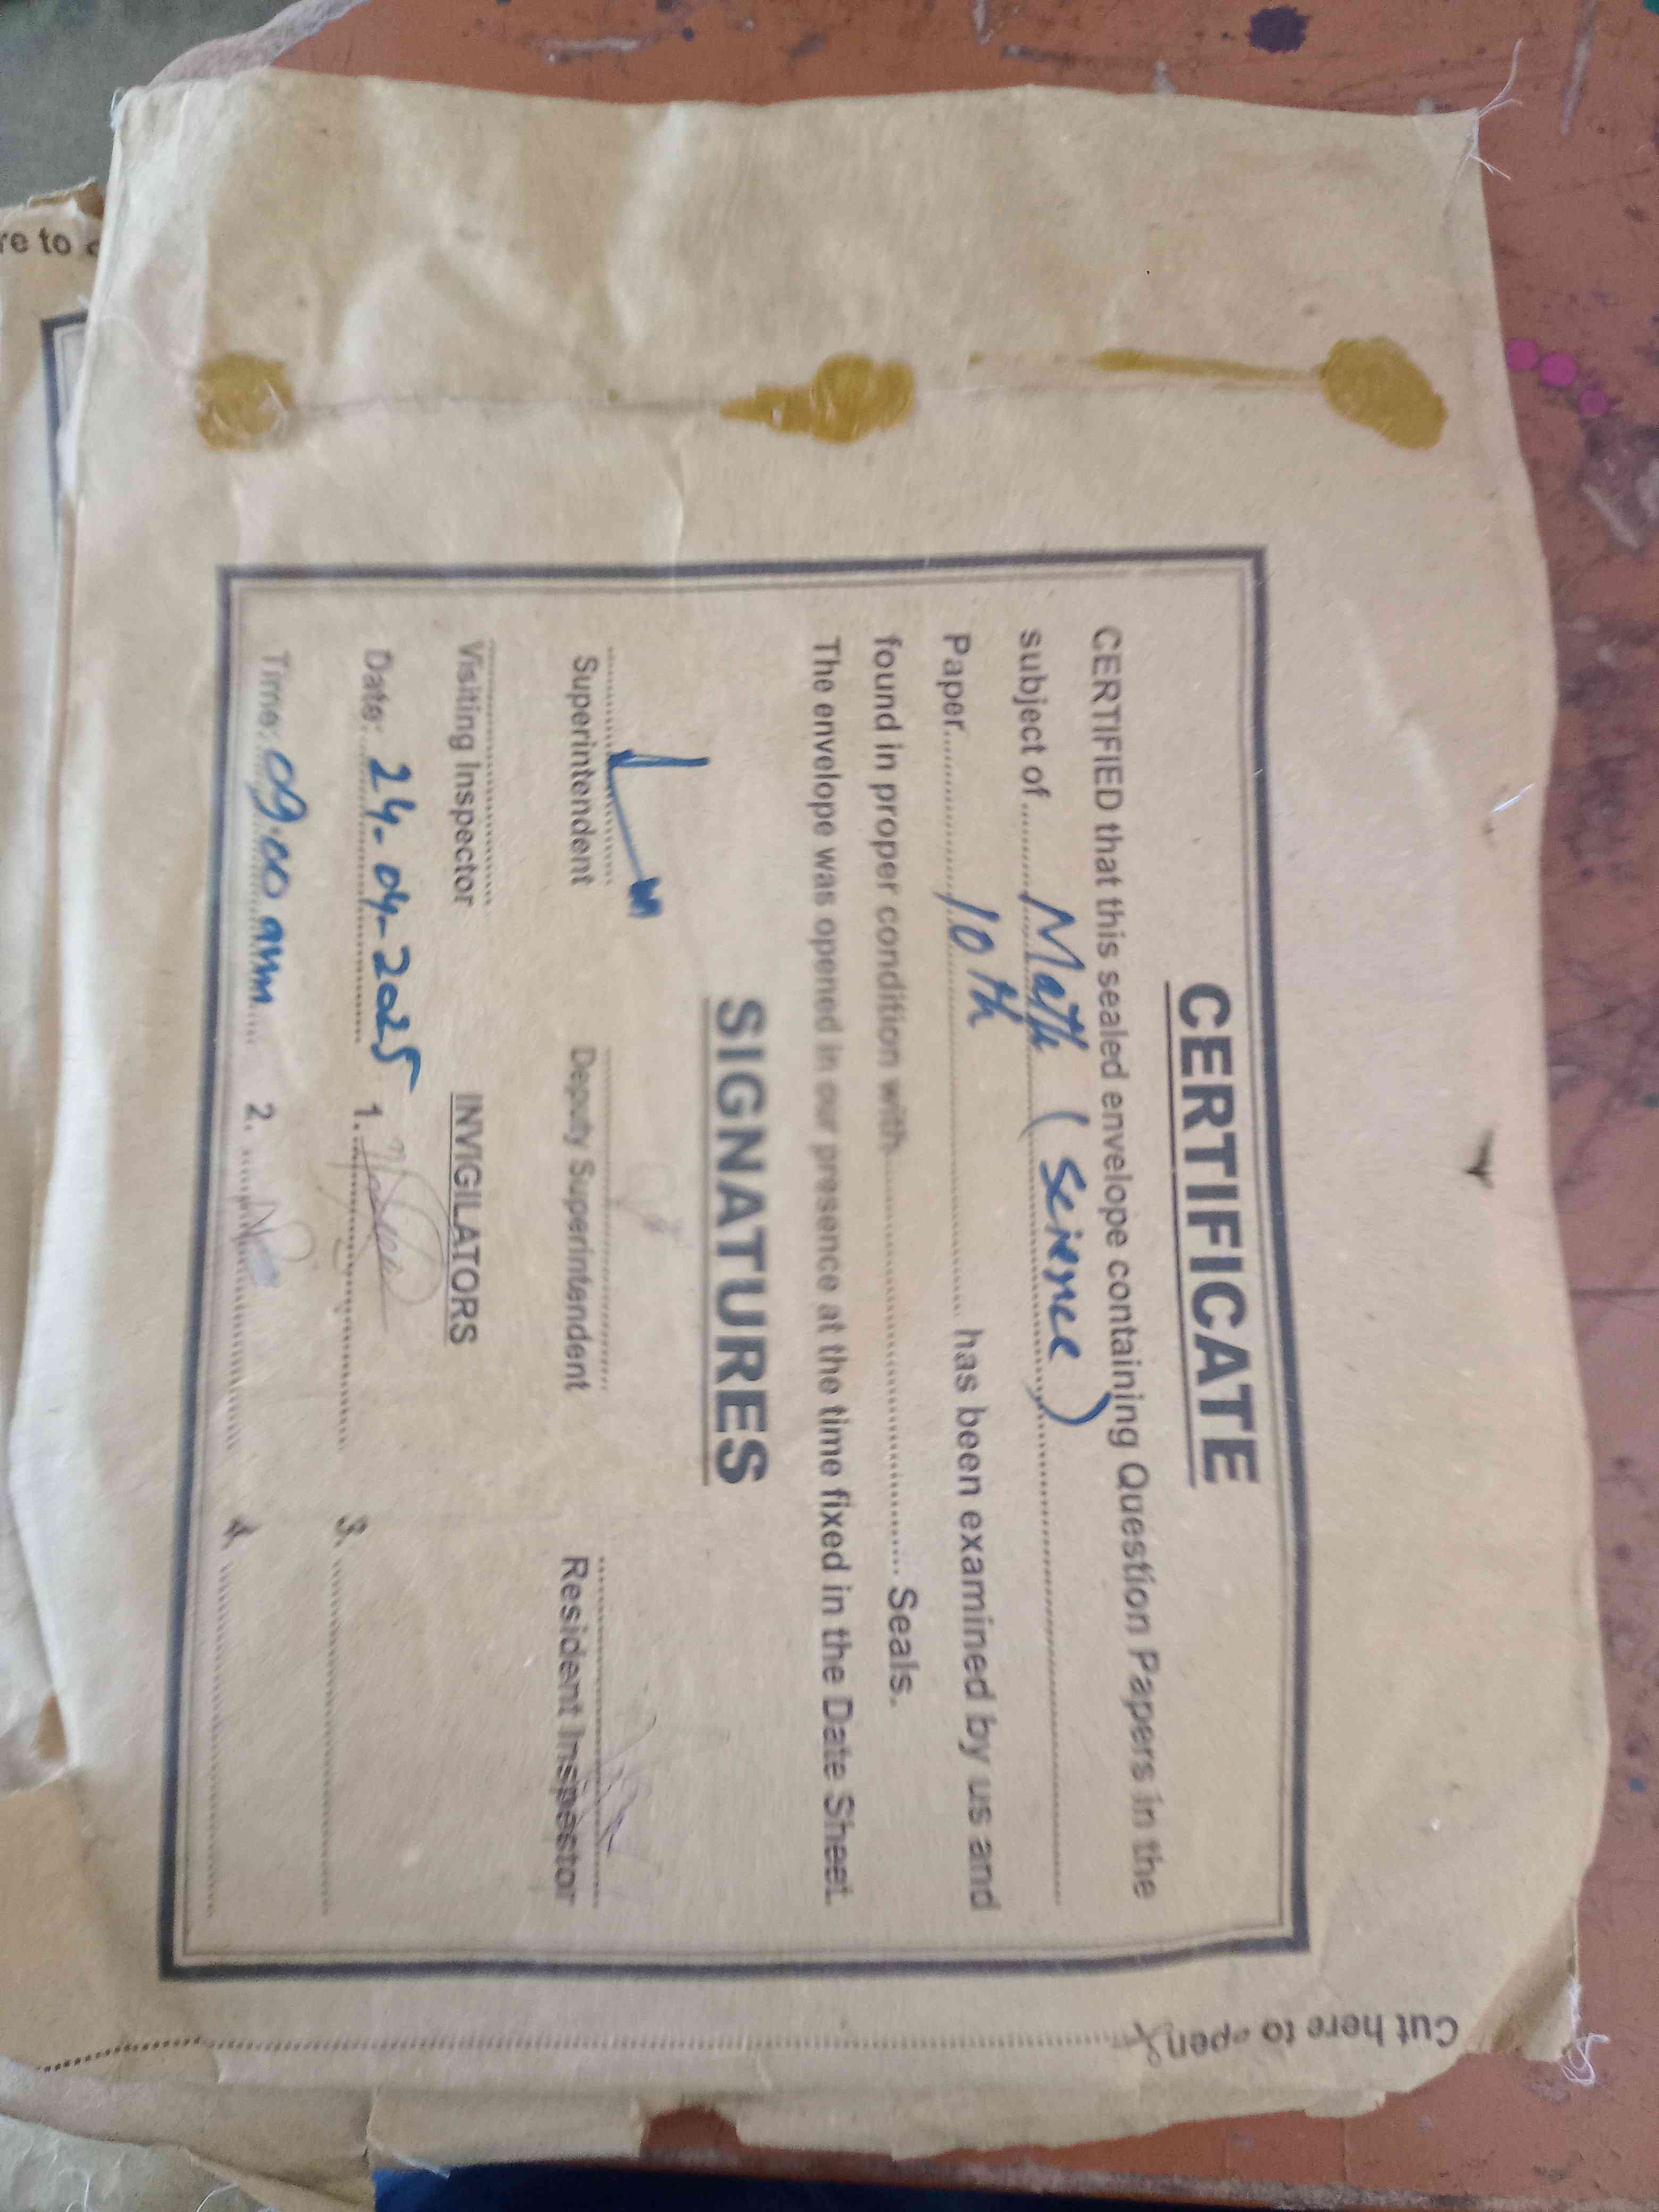 CERTIFICATE
CERTIFIED that this sealed envelope containing Question Papers in the
subject of ........ Math (Science) ........
Paper........ 10th ........ has been examined by us and
found in proper condition with ........ Seals.
The envelope was opened in our presence at the time fixed in the Date Sheet.
SIGNATURES
Superintendent Deputy Superintendent Resident Inspector
Visiting Inspector INVIGILATORS
Date: 24-04-2025 1. 3.
Time: 09:00 am 2. 4.
Cut here to open
re to